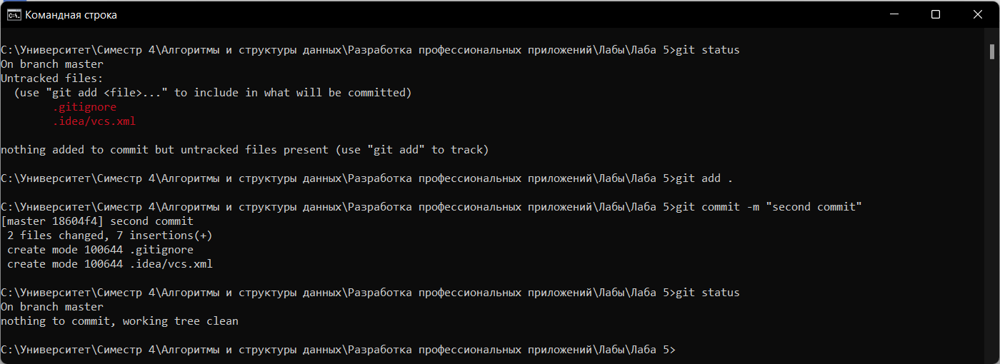 Командная строка
C:\Университет\Симестр 4\Алгоритмы и структуры данных\Разработка профессиональных приложений\Лабы\Лаба 5>git status
On branch master
Untracked files:
  (use "git add <file>..." to include in what will be committed)
        .gitignore
        .idea/vcs.xml
nothing added to commit but untracked files present (use "git add" to track)
C:\Университет\Симестр 4\Алгоритмы и структуры данных\Разработка профессиональных приложений\Лабы\Лаба 5>git add .
C:\Университет\Симестр 4\Алгоритмы и структуры данных\Разработка профессиональных приложений\Лабы\Лаба 5>git commit -m "second commit"
[master 18604f4] second commit
 2 files changed, 7 insertions(+)
 create mode 100644 .gitignore
 create mode 100644 .idea/vcs.xml
C:\Университет\Симестр 4\Алгоритмы и структуры данных\Разработка профессиональных приложений\Лабы\Лаба 5>git status
On branch master
nothing to commit, working tree clean
C:\Университет\Симестр 4\Алгоритмы и структуры данных\Разработка профессиональных приложений\Лабы\Лаба 5>